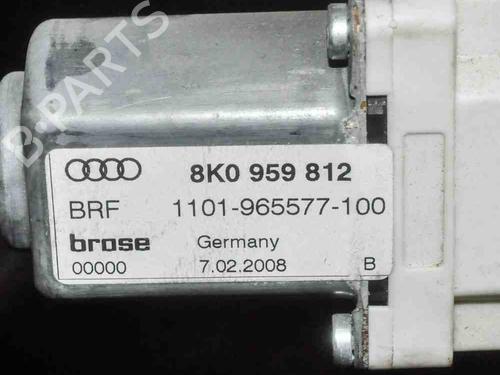 8K0 959 812
BRF 1101-965577-100
brose Germany
00000 7.02.2008 B
B-PARTS